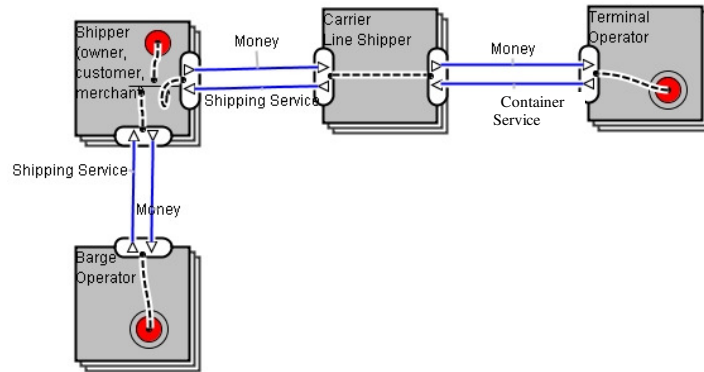 Shipper
(owner,
customer,
merchan
Money
Shipping Service
Carrier
Line Shipper
Money
Container
Service
Terminal
Operator
Shipping Service
Money
Barge
Operator